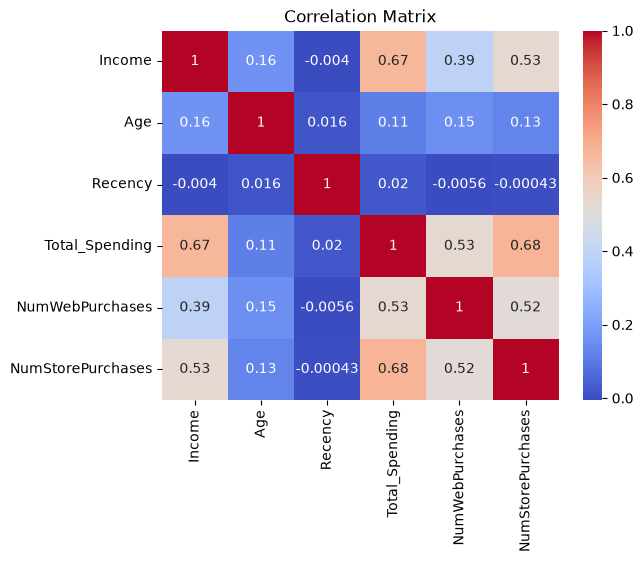 Correlation Matrix
Income 1 0.16 -0.004 0.67 0.39 0.53
Age 0.16 1 0.016 0.11 0.15 0.13
Recency -0.004 0.016 1 0.02 -0.0056 -0.00043
Total_Spending 0.67 0.11 0.02 1 0.53 0.68
NumWebPurchases 0.39 0.15 -0.0056 0.53 1 0.52
NumStorePurchases 0.53 0.13 -0.00043 0.68 0.52 1
Income
Age
Recency
Total_Spending
NumWebPurchases
NumStorePurchases
1.0
0.8
0.6
0.4
0.2
0.0